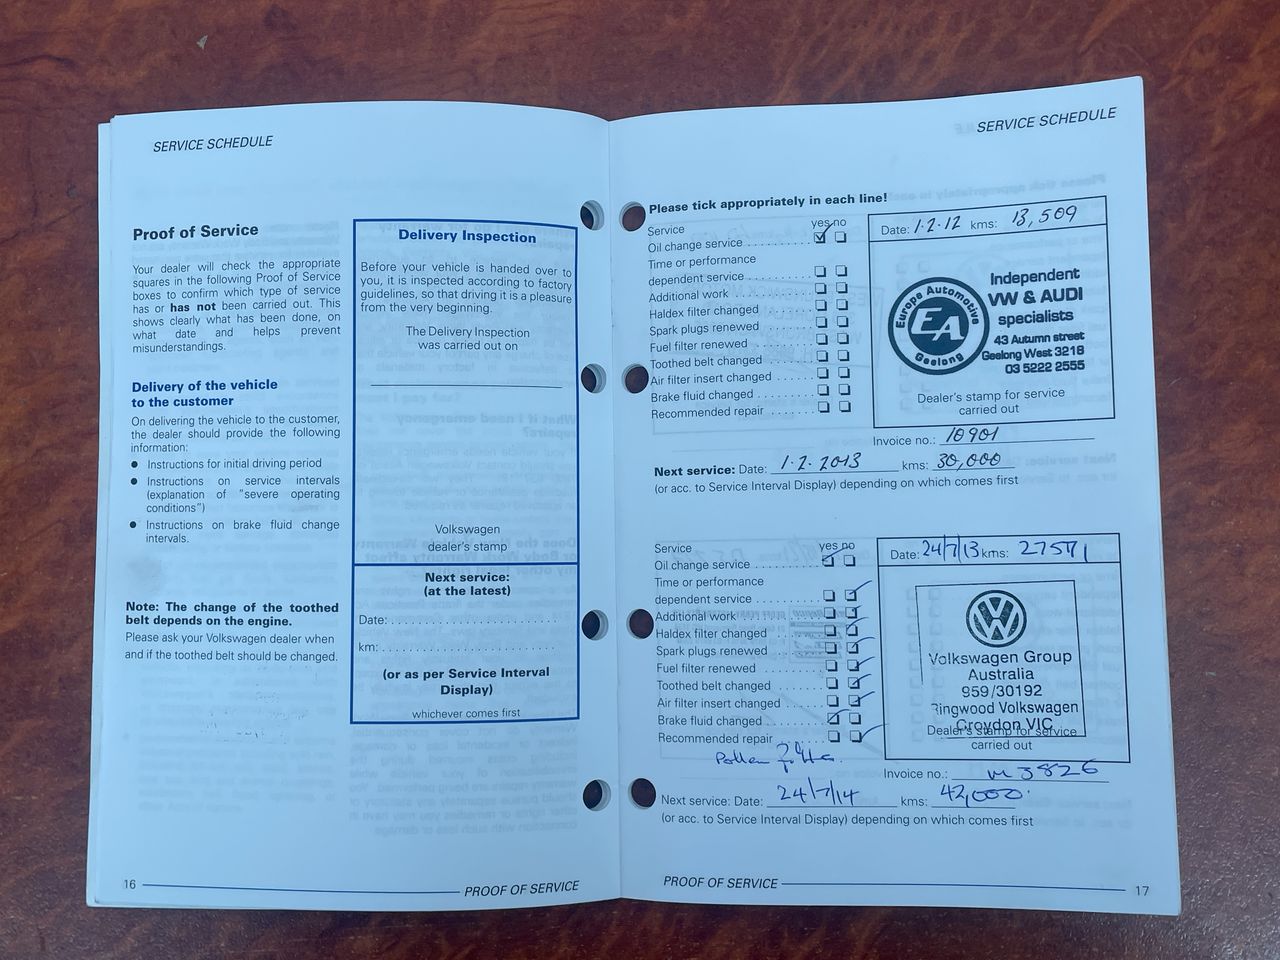 SERVICE SCHEDULE
Proof of Service
Your dealer will check the appropriate
squares in the following Proof of Service
boxes to confirm which type of service
has or has not been carried out. This
shows clearly what has been done, on
what date and helps prevent
misunderstandings.
Delivery of the vehicle
to the customer
On delivering the vehicle to the customer,
the dealer should provide the following
information:
● Instructions for initial driving period
● Instructions on service intervals
(explanation of "severe operating
conditions")
● Instructions on brake fluid change
intervals.
Note: The change of the toothed
belt depends on the engine.
Please ask your Volkswagen dealer when
and if the toothed belt should be changed.
Delivery Inspection
Before your vehicle is handed over to
you, it is inspected according to factory
guidelines, so that driving it is a pleasure
from the very beginning.
The Delivery Inspection
was carried out on
Volkswagen
dealer's stamp
Next service:
(at the latest)
Date:
km:
(or as per Service Interval
Display)
whichever comes first
16
PROOF OF SERVICE
SERVICE SCHEDULE
Please tick appropriately in each line!
Service yes no
Oil change service
Time or performance
dependent service
Additional work
Haldex filter changed
Spark plugs renewed
Fuel filter renewed
Toothed belt changed
Air filter insert changed
Brake fluid changed
Recommended repair
Date: 1·2·12 kms: 13,509
Europa Automotive
EA
Geelong
Independent
VW & AUDI
specialists
43 Autumn street
Geelong West 3218
03 5222 2555
Dealer's stamp for service
carried out
Invoice no.: 10901
Next service: Date: 1·2·2013 kms: 30,000
(or acc. to Service Interval Display) depending on which comes first
Service yes no
Oil change service
Time or performance
dependent service
Additional work
Haldex filter changed
Spark plugs renewed
Fuel filter renewed
Toothed belt changed
Air filter insert changed
Brake fluid changed
Recommended repair
Pollen filter
Date: 24/7/13 kms: 27571
VW
Volkswagen Group
Australia
959/30192
Ringwood Volkswagen
Croydon VIC
Dealer's stamp for service
carried out
Invoice no.:
Next service: Date: 24/7/14 kms: 42,000
(or acc. to Service Interval Display) depending on which comes first
PROOF OF SERVICE
17